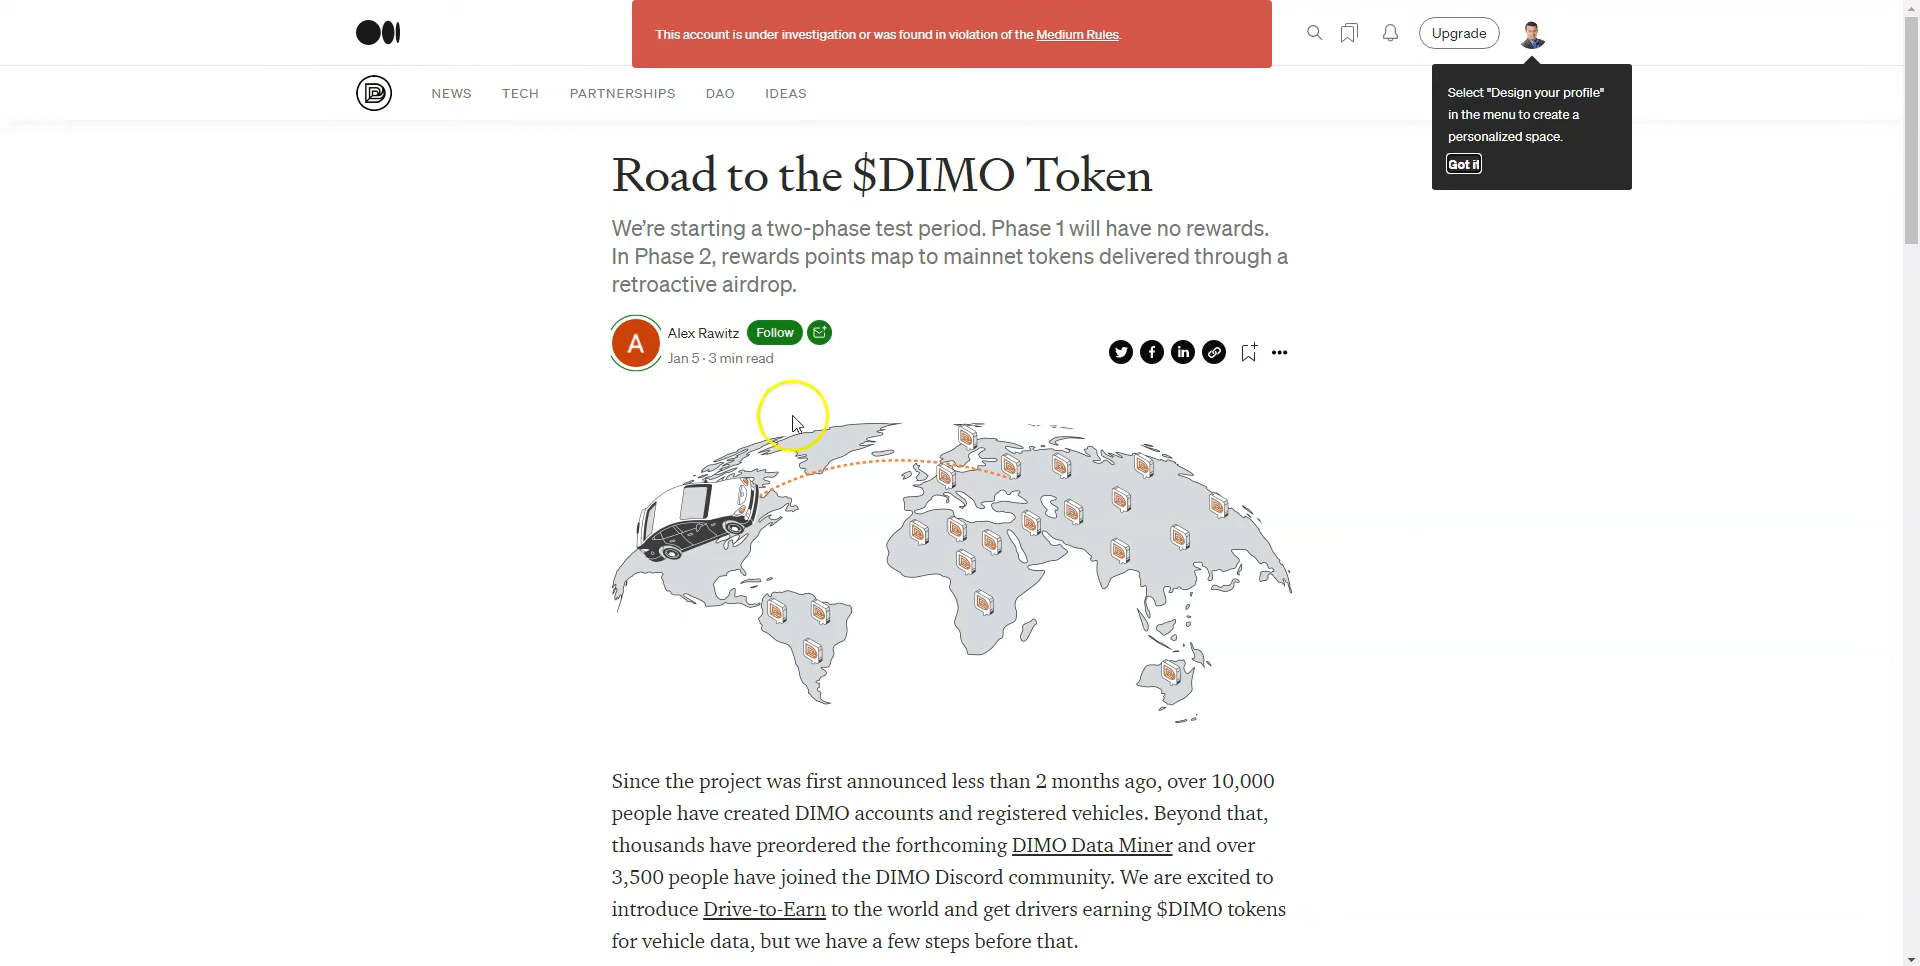 This account is under investigation or was found in violation of the Medium Rules.
Upgrade
NEWS TECH PARTNERSHIPS DAO IDEAS
Select "Design your profile"
in the menu to create a
personalized space.
Got it
Road to the $DIMO Token
We’re starting a two-phase test period. Phase 1 will have no rewards.
In Phase 2, rewards points map to mainnet tokens delivered through a
retroactive airdrop.
A
Alex Rawitz Follow
Jan 5 · 3 min read
Since the project was first announced less than 2 months ago, over 10,000
people have created DIMO accounts and registered vehicles. Beyond that,
thousands have preordered the forthcoming DIMO Data Miner and over
3,500 people have joined the DIMO Discord community. We are excited to
introduce Drive-to-Earn to the world and get drivers earning $DIMO tokens
for vehicle data, but we have a few steps before that.